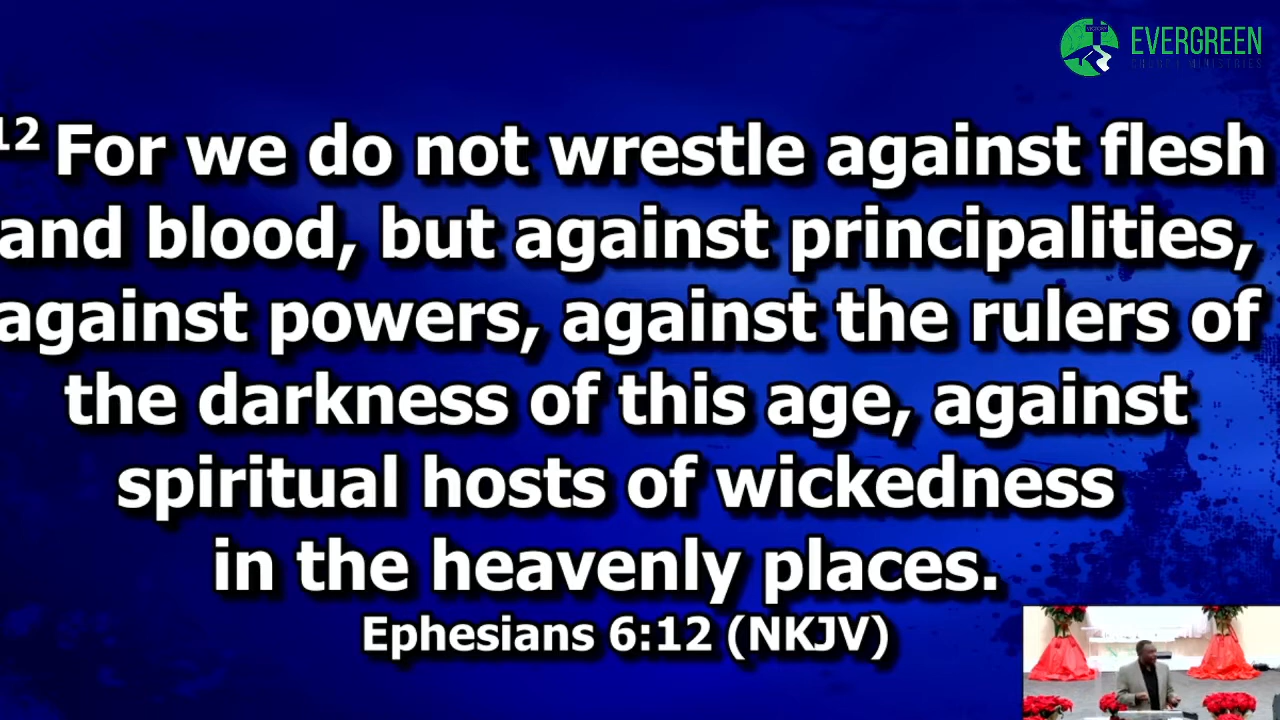 EVERGREEN
CHURCH MINISTRIES
12 For we do not wrestle against flesh
and blood, but against principalities,
against powers, against the rulers of
the darkness of this age, against
spiritual hosts of wickedness
in the heavenly places.
Ephesians 6:12 (NKJV)